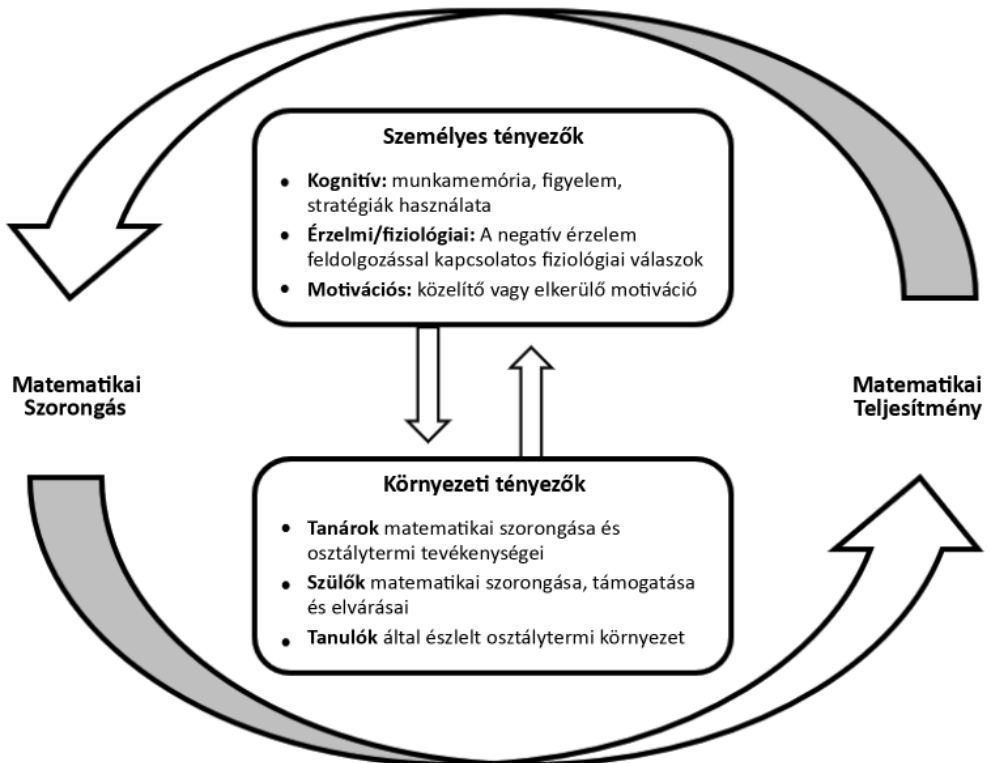 Személyes tényezők
• Kognitív: munkamemória, figyelem,
stratégiák használata
• Érzelmi/fiziológiai: A negatív érzelem
feldolgozással kapcsolatos fiziológiai válaszok
• Motivációs: közelítő vagy elkerülő motiváció
Matematikai
Szorongás
Matematikai
Teljesítmény
Környezeti tényezők
• Tanárok matematikai szorongása és
osztálytermi tevékenységei
• Szülők matematikai szorongása, támogatása
és elvárásai
• Tanulók által észlelt osztálytermi környezet